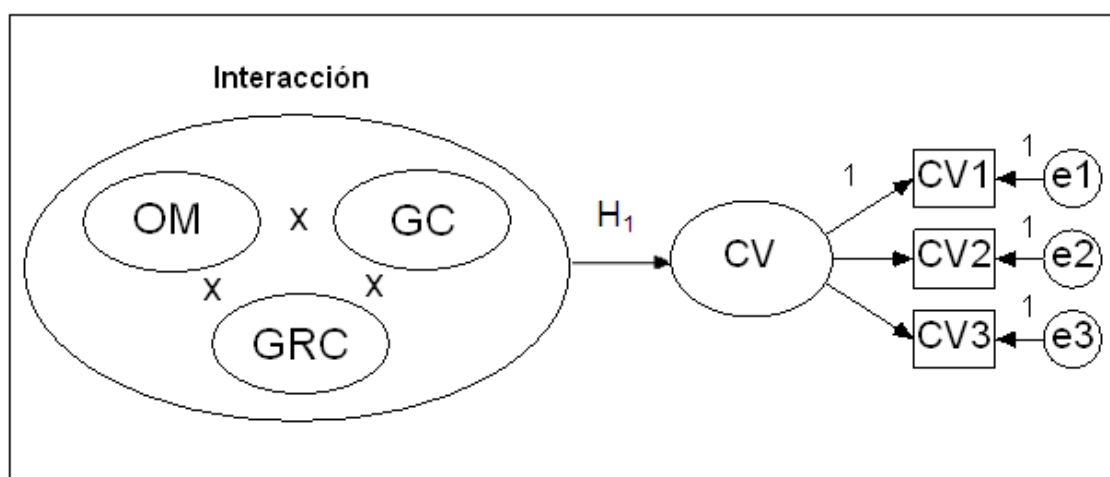 Interacción
OM x GC
x x
GRC
H1
CV
1
CV1
1
e1
CV2
1
e2
CV3
1
e3